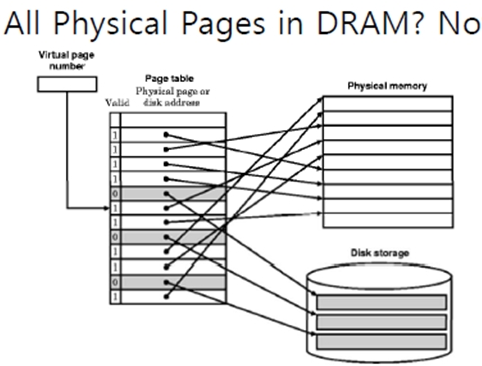 All Physical Pages in DRAM? No
Virtual page
number
Page table
Physical page or
Valid disk address
Physical memory
1
1
1
1
0
1
1
0
1
1
0
1
Disk storage